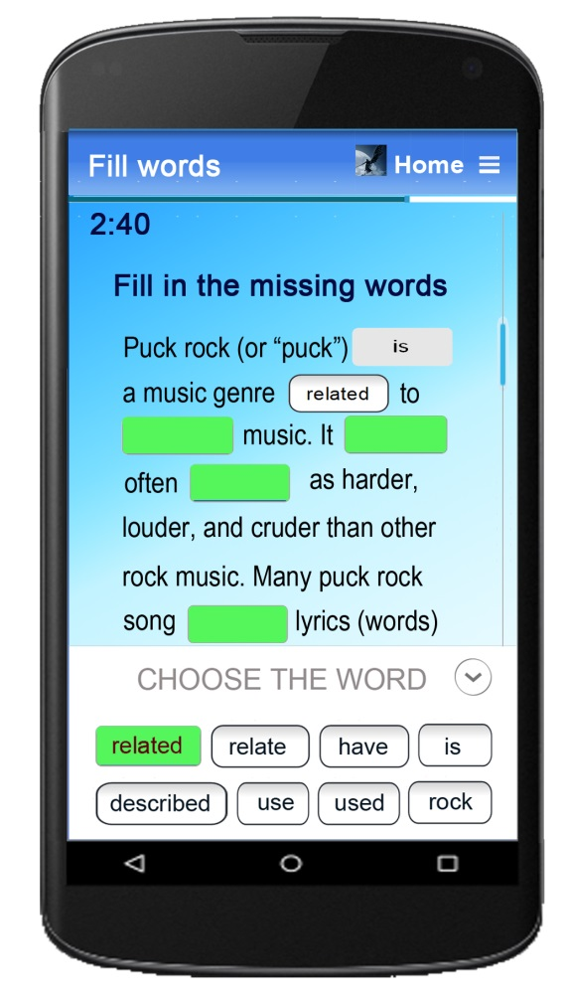 Fill words Home
2:40
Fill in the missing words
Puck rock (or “puck”) is
a music genre related to
music. It
often as harder,
louder, and cruder than other
rock music. Many puck rock
song lyrics (words)
CHOOSE THE WORD
related relate have is
described use used rock